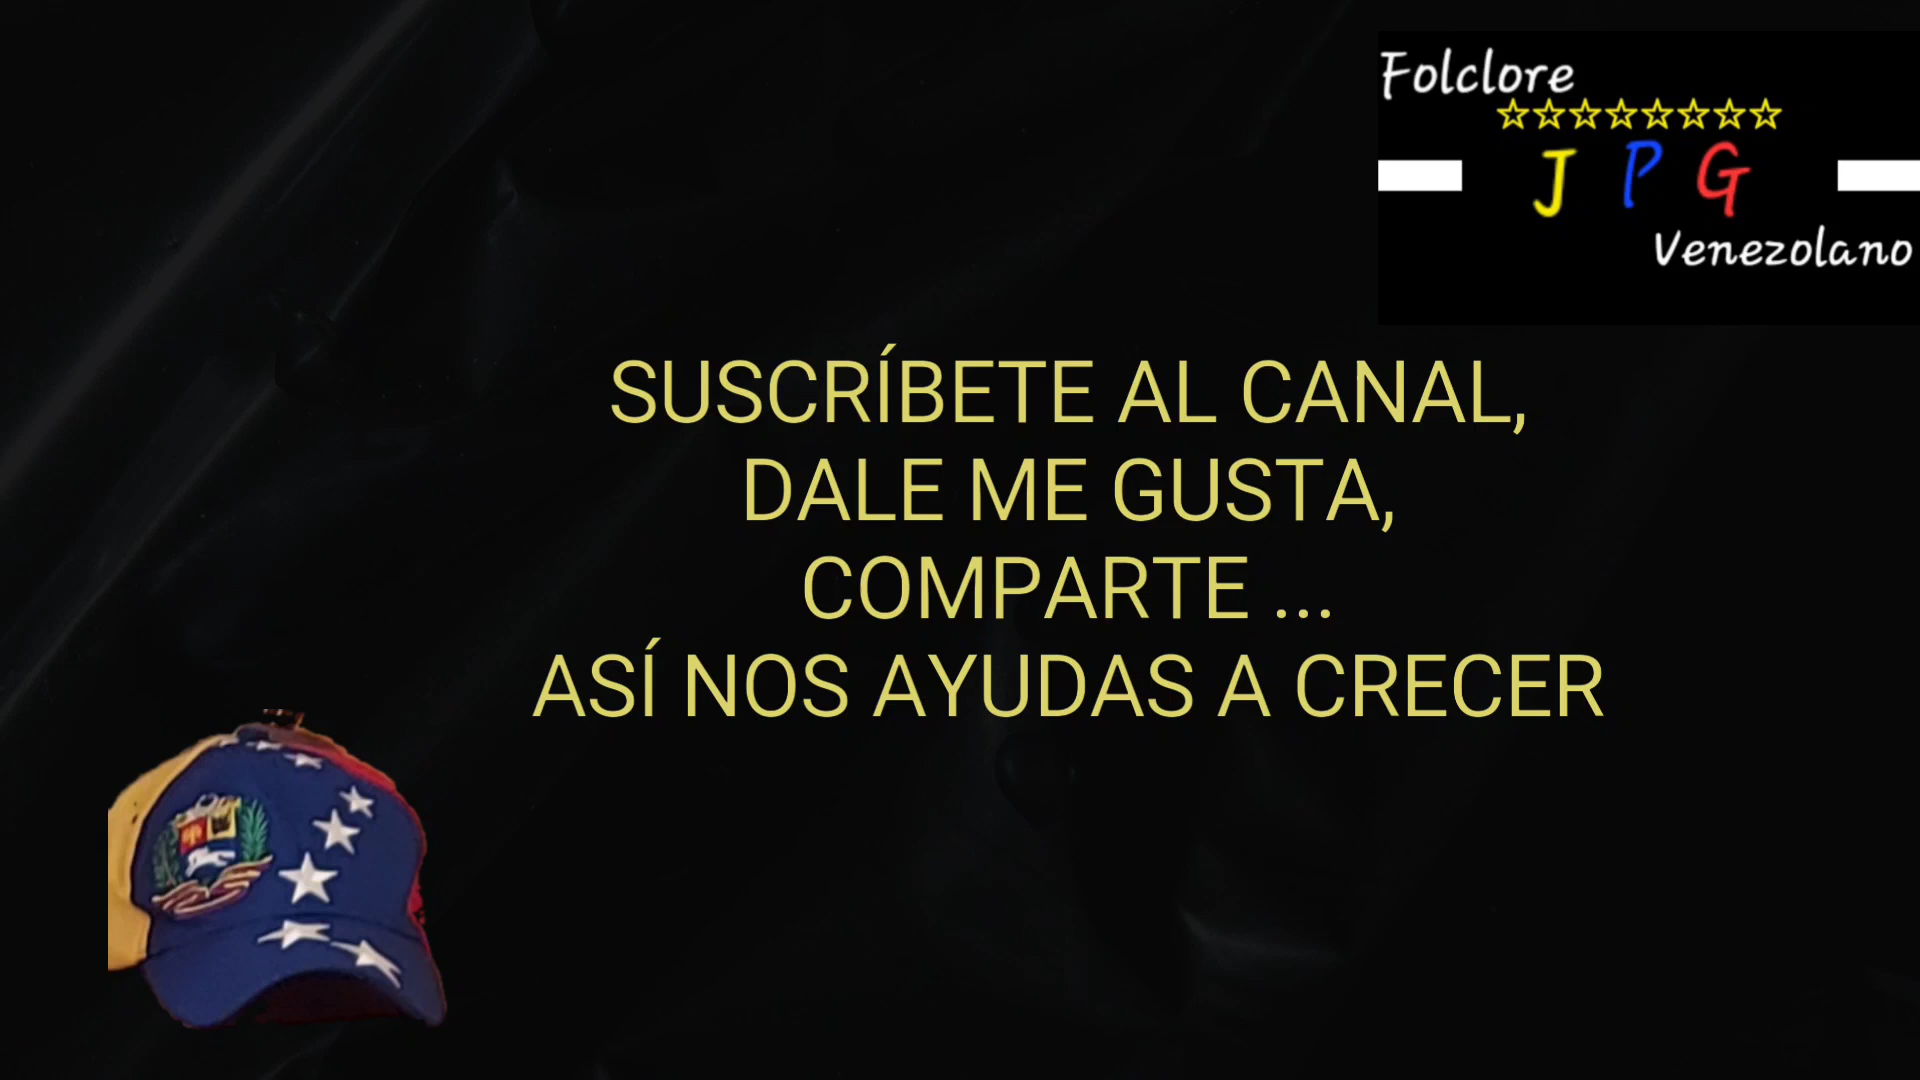 Folclore
☆☆☆☆☆☆☆☆
J P G
Venezolano
SUSCRÍBETE AL CANAL,
DALE ME GUSTA,
COMPARTE ...
ASÍ NOS AYUDAS A CRECER